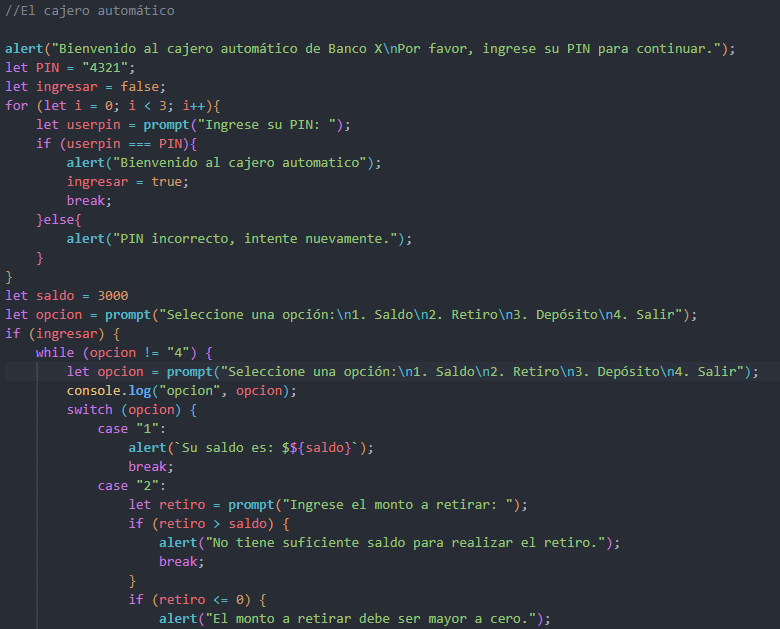 //El cajero automático
alert("Bienvenido al cajero automático de Banco X\nPor favor, ingrese su PIN para continuar.");
let PIN = "4321";
let ingresar = false;
for (let i = 0; i < 3; i++){
    let userpin = prompt("Ingrese su PIN: ");
    if (userpin === PIN){
        alert("Bienvenido al cajero automatico");
        ingresar = true;
        break;
    }else{
        alert("PIN incorrecto, intente nuevamente.");
    }
}
let saldo = 3000
let opcion = prompt("Seleccione una opción:\n1. Saldo\n2. Retiro\n3. Depósito\n4. Salir");
if (ingresar) {
    while (opcion != "4") {
        let opcion = prompt("Seleccione una opción:\n1. Saldo\n2. Retiro\n3. Depósito\n4. Salir");
        console.log("opcion", opcion);
        switch (opcion) {
            case "1":
                alert(`Su saldo es: $${saldo}`);
                break;
            case "2":
                let retiro = prompt("Ingrese el monto a retirar: ");
                if (retiro > saldo) {
                    alert("No tiene suficiente saldo para realizar el retiro.");
                    break;
                }
                if (retiro <= 0) {
                    alert("El monto a retirar debe ser mayor a cero.");